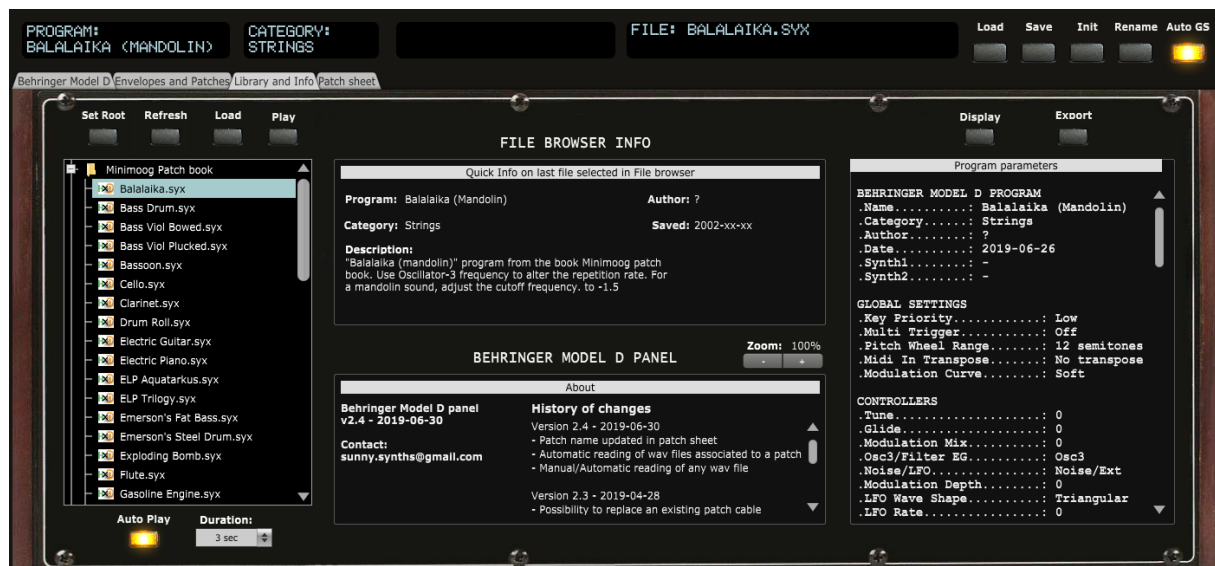 PROGRAM:
BALALAIKA (MANDOLIN)
CATEGORY:
STRINGS
FILE: BALALAIKA.SYX
Load Save Init Rename Auto GS
Behringer Model D Envelopes and Patches Library and Info Patch sheet
Set Root Refresh Load Play
Display Export
FILE BROWSER INFO
Minimoog Patch book
Balalaika.syx
Bass Drum.syx
Bass Viol Bowed.syx
Bass Viol Plucked.syx
Bassoon.syx
Cello.syx
Clarinet.syx
Drum Roll.syx
Electric Guitar.syx
Electric Piano.syx
ELP Aquatarkus.syx
ELP Trilogy.syx
Emerson's Fat Bass.syx
Emerson's Steel Drum.syx
Exploding Bomb.syx
Flute.syx
Gasoline Engine.syx
Auto Play Duration:
3 sec
Quick Info on last file selected in File browser
Program: Balalaika (Mandolin) Author: ?
Category: Strings Saved: 2002-xx-xx
Description:
"Balalaika (mandolin)" program from the book Minimoog patch
book. Use Oscillator-3 frequency to alter the repetition rate. For
a mandolin sound, adjust the cutoff frequency. to -1.5
BEHRINGER MODEL D PANEL
Zoom: 100%
- +
About
Behringer Model D panel
v2.4 - 2019-06-30
Contact:
sunny.synths@gmail.com
History of changes
Version 2.4 - 2019-06-30
- Patch name updated in patch sheet
- Automatic reading of wav files associated to a patch
- Manual/Automatic reading of any wav file
Version 2.3 - 2019-04-28
- Possibility to replace an existing patch cable
Program parameters
BEHRINGER MODEL D PROGRAM
.Name..........: Balalaika (Mandolin)
.Category......: Strings
.Author........: ?
.Date..........: 2019-06-26
.Synth1........: -
.Synth2........: -
GLOBAL SETTINGS
.Key Priority............: Low
.Multi Trigger...........: Off
.Pitch Wheel Range.......: 12 semitones
.Midi In Transpose.......: No transpose
.Modulation Curve........: Soft
CONTROLLERS
.Tune....................: 0
.Glide...................: 0
.Modulation Mix..........: 0
.Osc3/Filter EG..........: Osc3
.Noise/LFO...............: Noise/Ext
.Modulation Depth........: 0
.LFO Wave Shape..........: Triangular
.LFO Rate................: 0